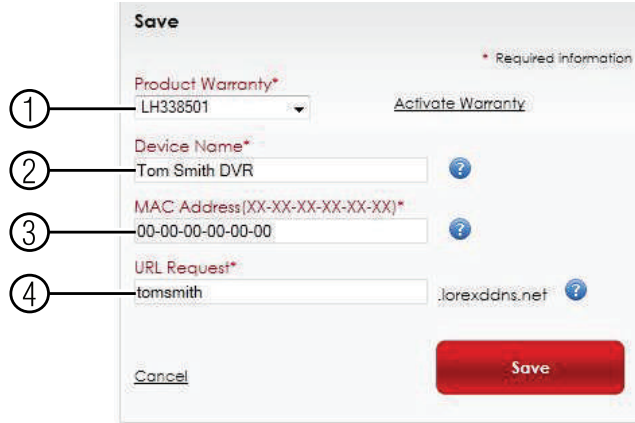 Save
* Required information
Product Warranty*
① LH338501 Activate Warranty
Device Name*
② Tom Smith DVR ?
MAC Address(XX-XX-XX-XX-XX-XX)*
③ 00-00-00-00-00-00 ?
URL Request*
④ tomsmith .lorexddns.net ?
Cancel Save